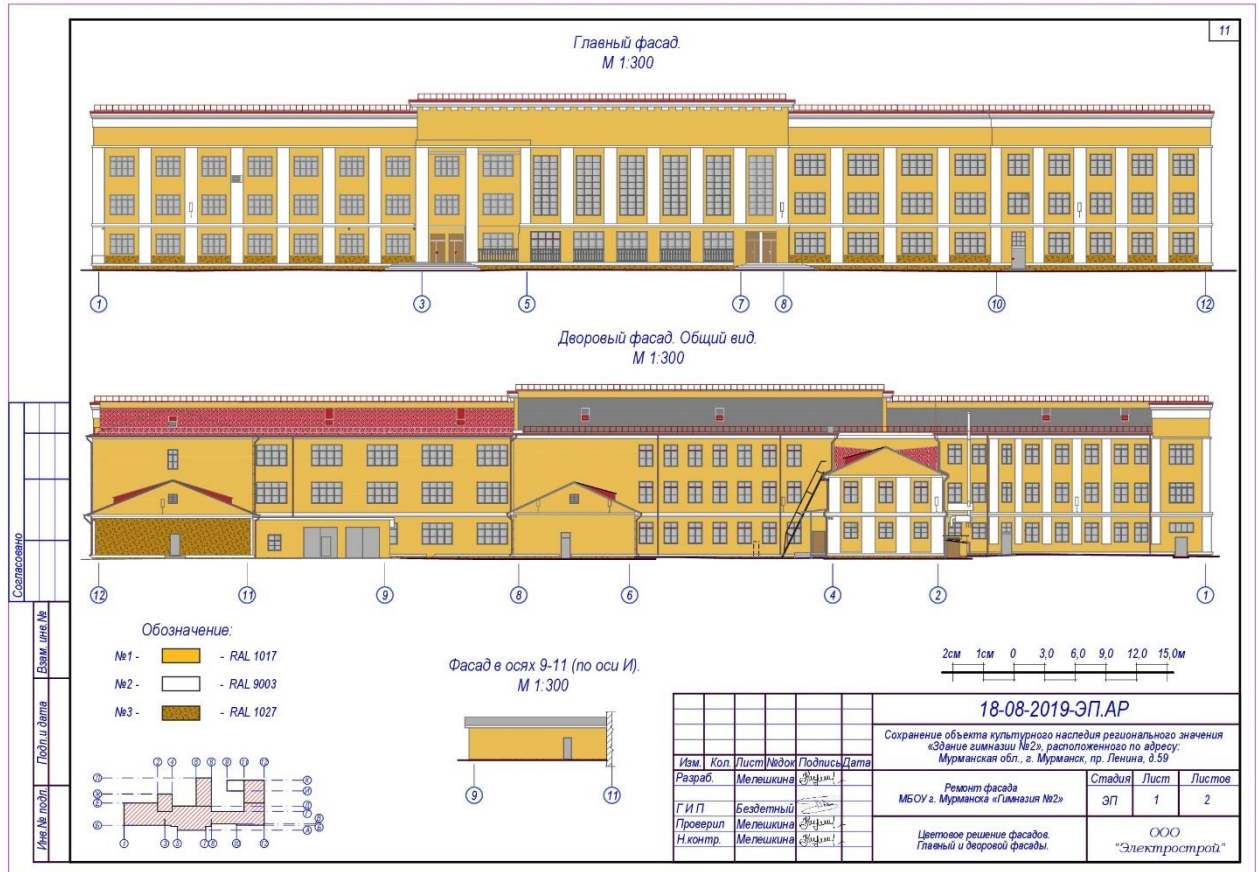 11
Главный фасад.
М 1:300
1 3 5 7 8 10 12
Дворовый фасад. Общий вид.
М 1:300
12 11 9 8 6 4 2 1
Согласовано
Взам. инв.№
Подп.и дата
Инв.№ подл.
Обозначение:
№1 - - RAL 1017
№2 - - RAL 9003
№3 - - RAL 1027
Фасад в осях 9-11 (по оси И).
М 1:300
9 11
2см 1см 0 3,0 6,0 9,0 12,0 15,0м
18-08-2019-ЭП.АР
Сохранение объекта культурного наследия регионального значения
«Здание гимназии №2», расположенного по адресу:
Мурманская обл., г. Мурманск, пр. Ленина, д.59
Изм. Кол. Лист №док Подпись Дата
Разраб. Мелешкина
Г И П Бездетный
Проверил Мелешкина
Н.контр. Мелешкина
Ремонт фасада
МБОУ г. Мурманска «Гимназия №2»
Стадия Лист Листов
ЭП 1 2
Цветовое решение фасадов.
Главный и дворовой фасады.
ООО
"Электрострой"